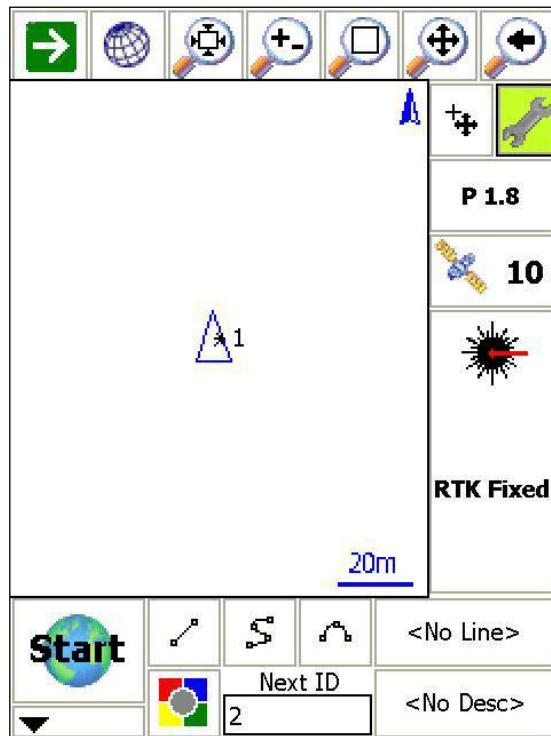 P 1.8
10
1
RTK Fixed
20m
Start
<No Line>
Next ID
2
<No Desc>